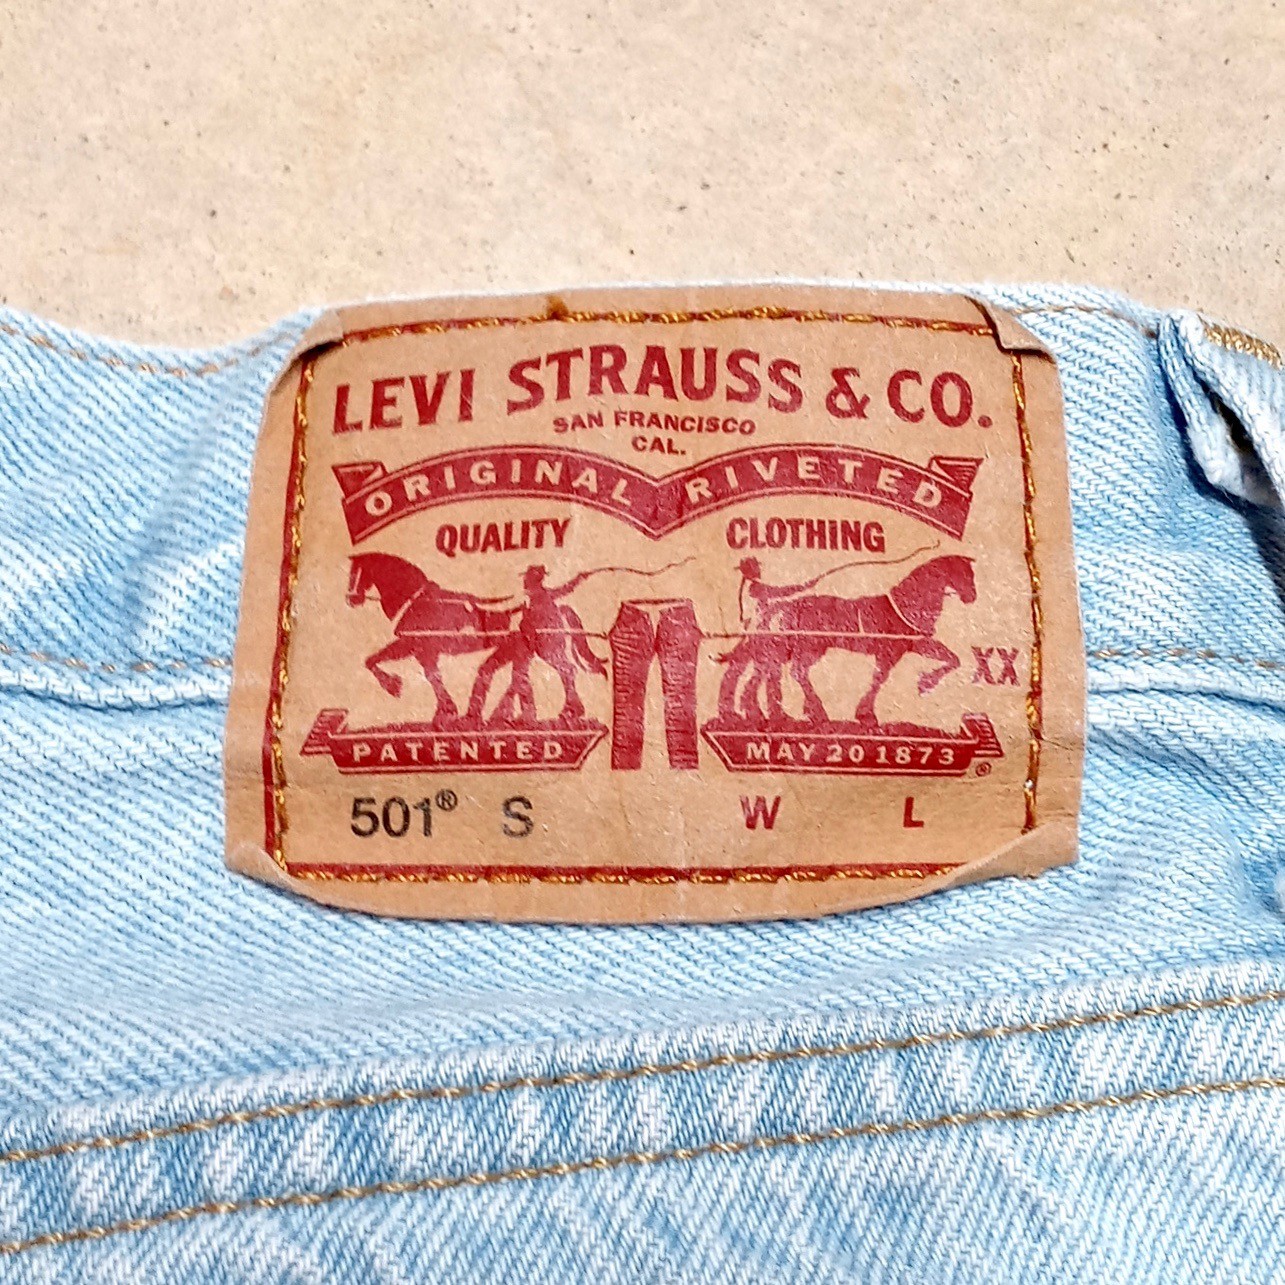 LEVI STRAUSS & CO.
SAN FRANCISCO
CAL.
ORIGINAL RIVETED
QUALITY CLOTHING
XX
PATENTED MAY 20 1873 ®
501® S W L